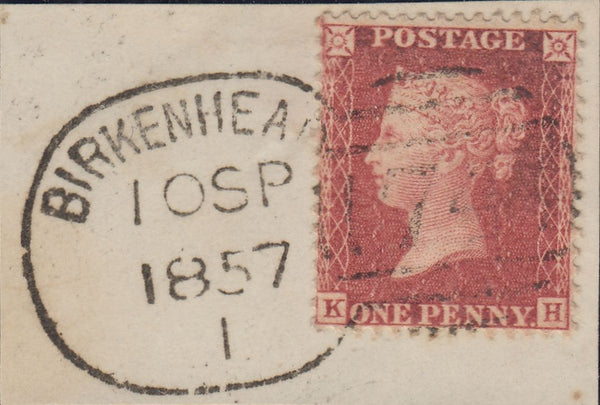 BIRKENHEA
10SP
1857
1
POSTAGE
K ONE PENNY. H